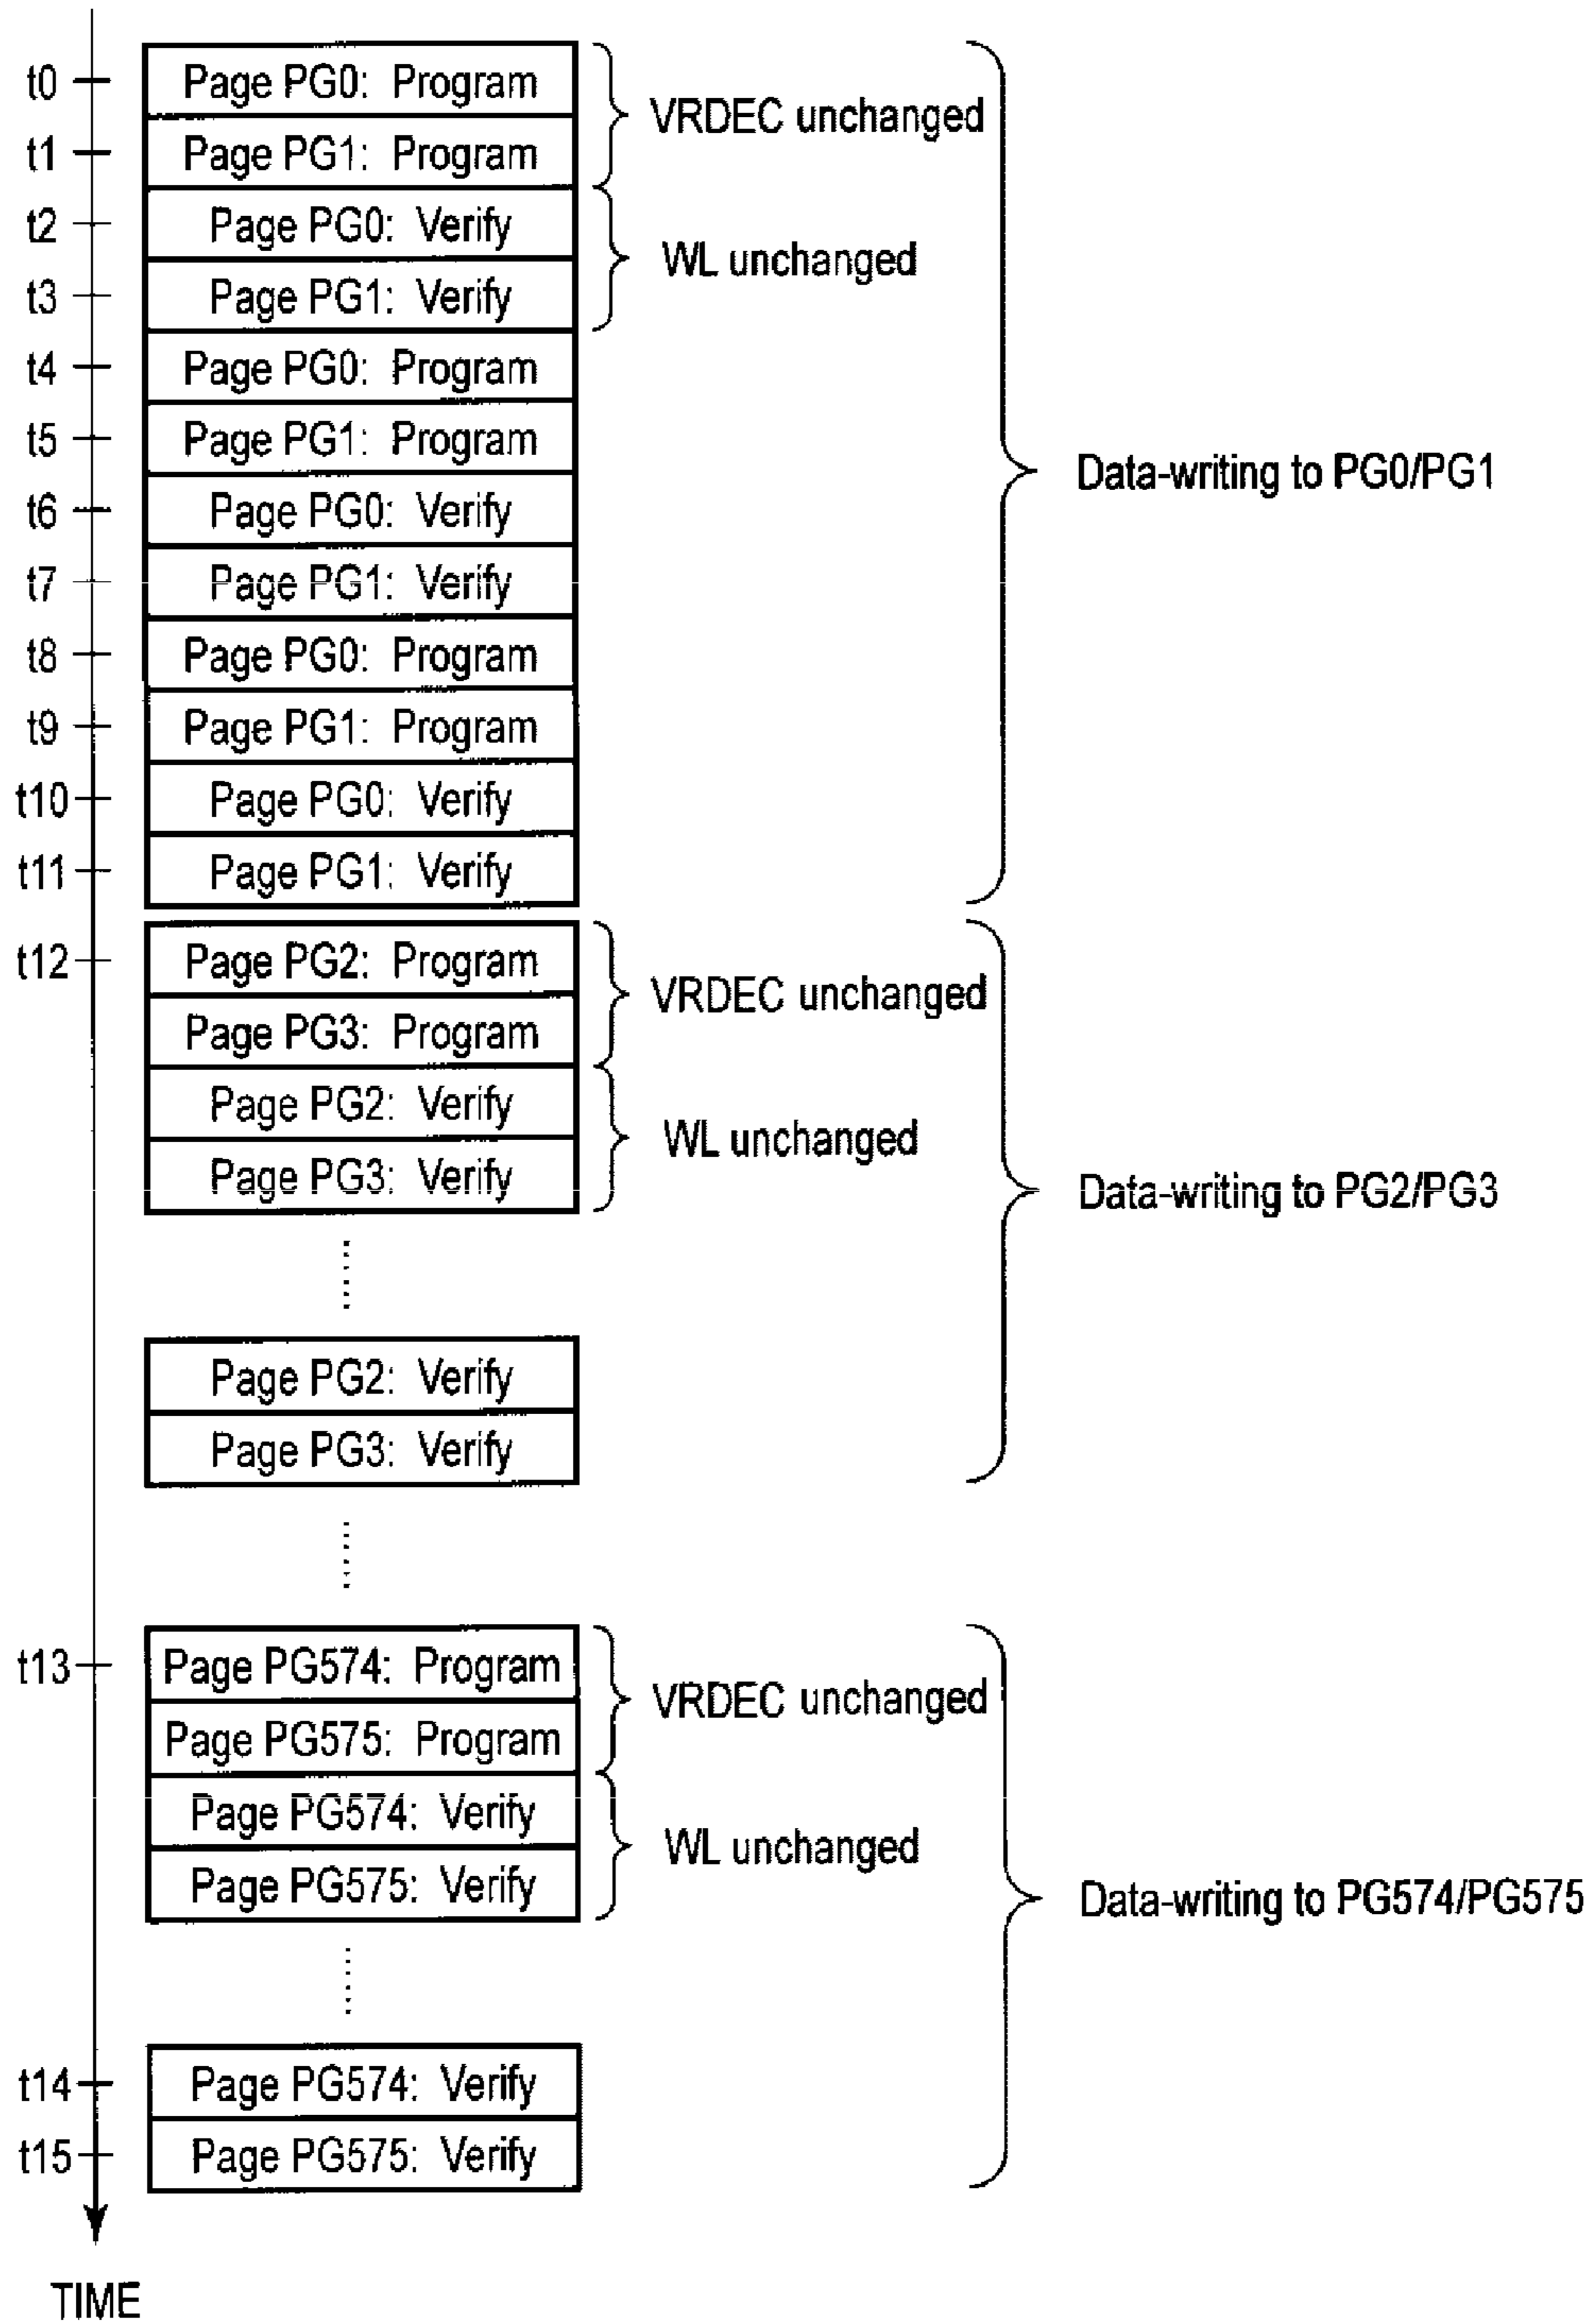 t0 Page PG0: Program
VRDEC unchanged
t1 Page PG1: Program
t2 Page PG0: Verify
WL unchanged
t3 Page PG1: Verify
t4 Page PG0: Program
t5 Page PG1: Program
Data-writing to PG0/PG1
t6 Page PG0: Verify
t7 Page PG1: Verify
t8 Page PG0: Program
t9 Page PG1: Program
t10 Page PG0: Verify
t11 Page PG1: Verify
t12 Page PG2: Program
VRDEC unchanged
Page PG3: Program
Page PG2: Verify
WL unchanged
Page PG3: Verify
Data-writing to PG2/PG3
Page PG2: Verify
Page PG3: Verify
t13 Page PG574: Program
VRDEC unchanged
Page PG575: Program
Page PG574: Verify
WL unchanged
Page PG575: Verify
Data-writing to PG574/PG575
t14 Page PG574: Verify
t15 Page PG575: Verify
TIME